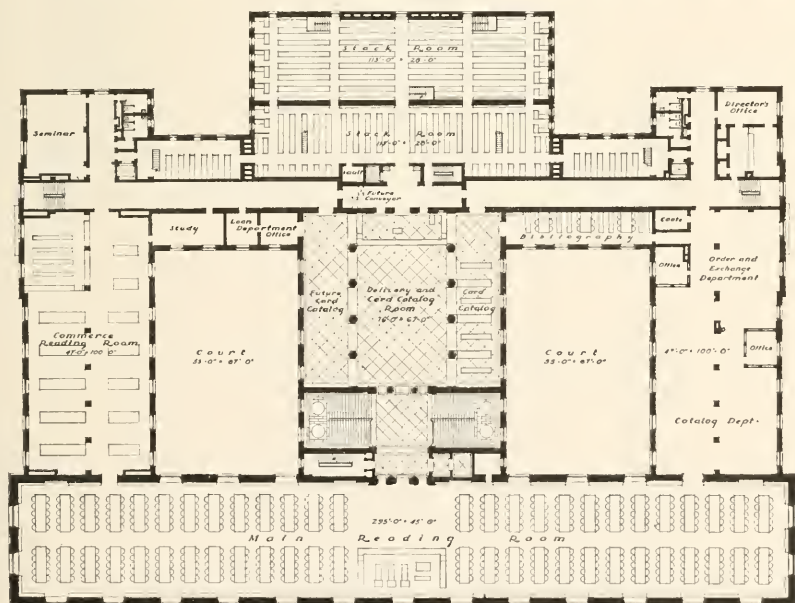 Stack Room
113'-0" × 28'-0"
Stack Room
113'-0" × 28'-0"
Seminar
Director's
Office
Vault
Future
Conveyor
Study
Loan Department
Office
Bibliography
Coats
Office
Order and
Exchange
Department
Future
Card
Catalog
Delivery and
Card Catalog
Room
76'-0" × 67'-0"
Card
Catalog
Commerce
Reading Room
47'-0" × 100'-0"
Court
55'-0" × 87'-0"
Court
55'-0" × 87'-0"
47'-0" × 100'-0"
Office
Catalog Dept.
295'-0" × 45'-0"
Main Reading Room